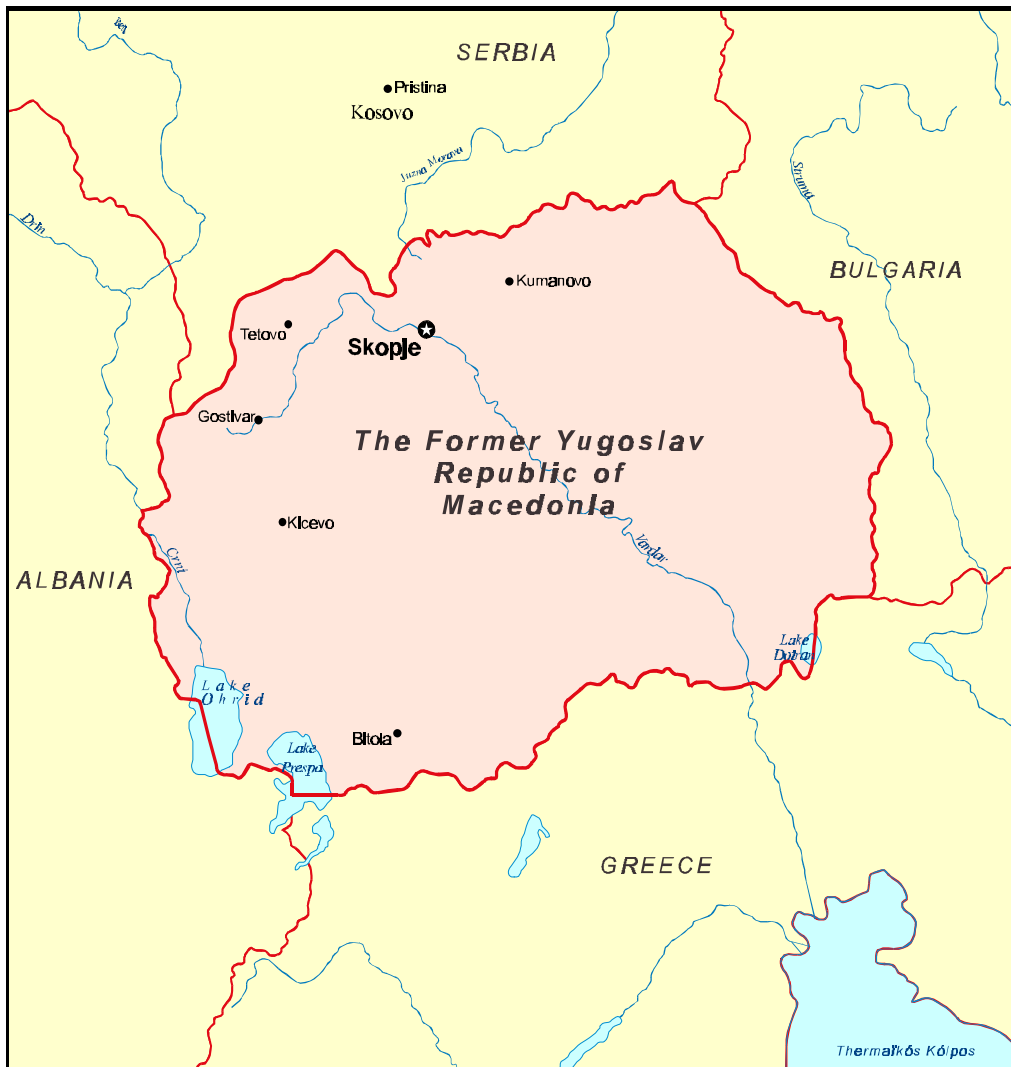 Beli
SERBIA
Pristina
Kosovo
Juzna Morava
Struma
Drin
BULGARIA
Kumanovo
Tetovo
Skopje
Gostivar
The Former Yugoslav
Republic of
Macedonia
Kicevo
Vardar
Crni
ALBANIA
Lake
Dojran
Lake
Ohrid
Bitola
Lake
Prespa
GREECE
Thermaïkós Kólpos